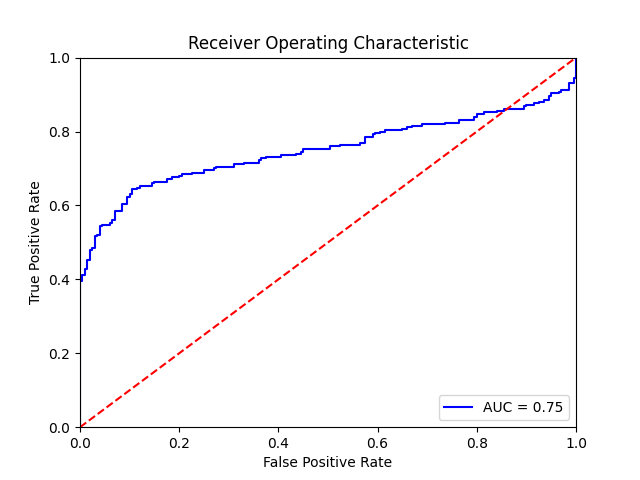 Receiver Operating Characteristic
1.0
0.8
0.6
0.4
0.2
0.0
True Positive Rate
AUC = 0.75
0.0 0.2 0.4 0.6 0.8 1.0
False Positive Rate